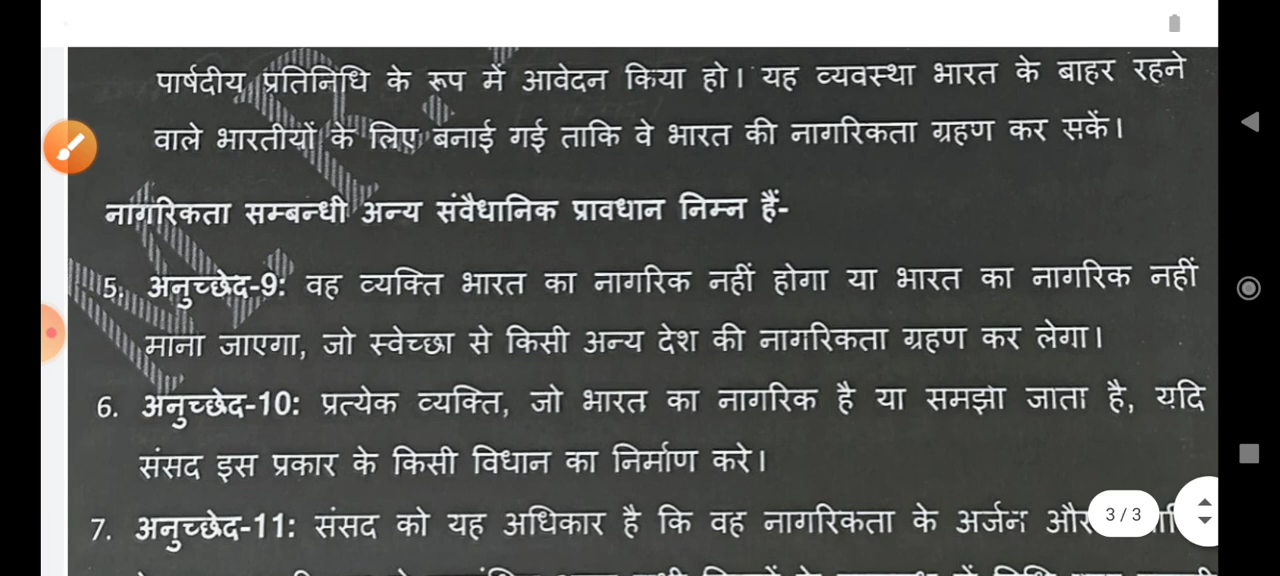 पार्षदीय प्रतिनिधि के रूप में आवेदन किया हो। यह व्यवस्था भारत के बाहर रहने
वाले भारतीयों के लिए बनाई गई ताकि वे भारत की नागरिकता ग्रहण कर सकें।
नागरिकता सम्बन्धी अन्य संवैधानिक प्रावधान निम्न हैं-
5. अनुच्छेद-9: वह व्यक्ति भारत का नागरिक नहीं होगा या भारत का नागरिक नहीं
माना जाएगा, जो स्वेच्छा से किसी अन्य देश की नागरिकता ग्रहण कर लेगा।
6. अनुच्छेद-10: प्रत्येक व्यक्ति, जो भारत का नागरिक है या समझा जाता है, यदि
संसद इस प्रकार के किसी विधान का निर्माण करे।
7. अनुच्छेद-11: संसद को यह अधिकार है कि वह नागरिकता के अर्जन और
3 / 3